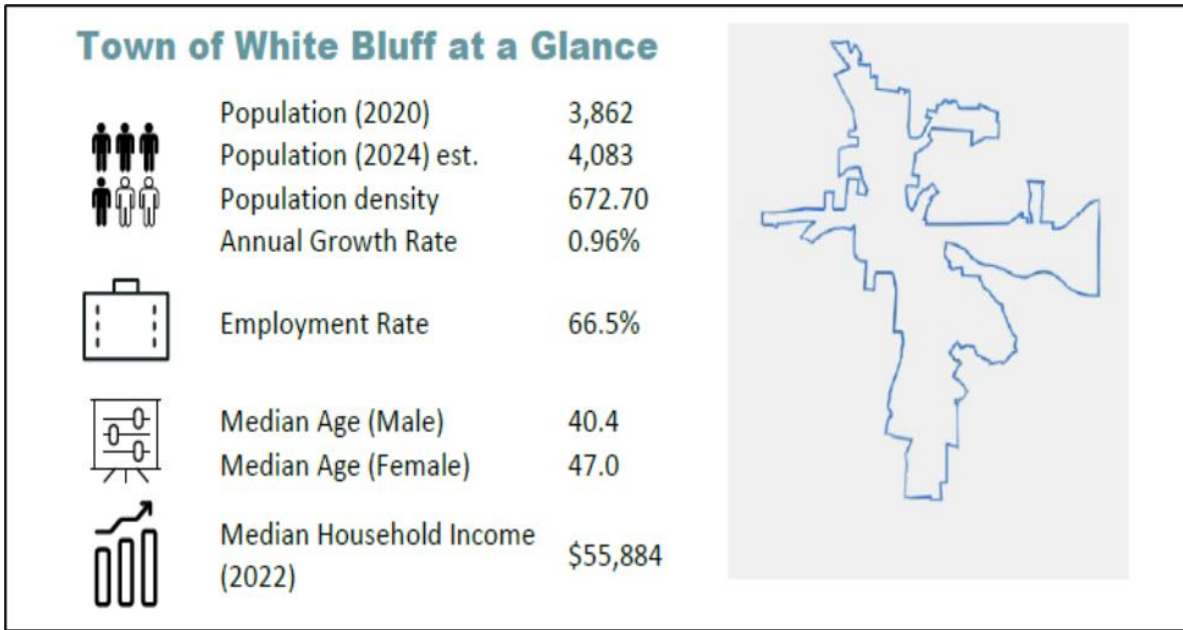 Town of White Bluff at a Glance
Population (2020) 3,862
Population (2024) est. 4,083
Population density 672.70
Annual Growth Rate 0.96%
Employment Rate 66.5%
Median Age (Male) 40.4
Median Age (Female) 47.0
Median Household Income
(2022)
$55,884